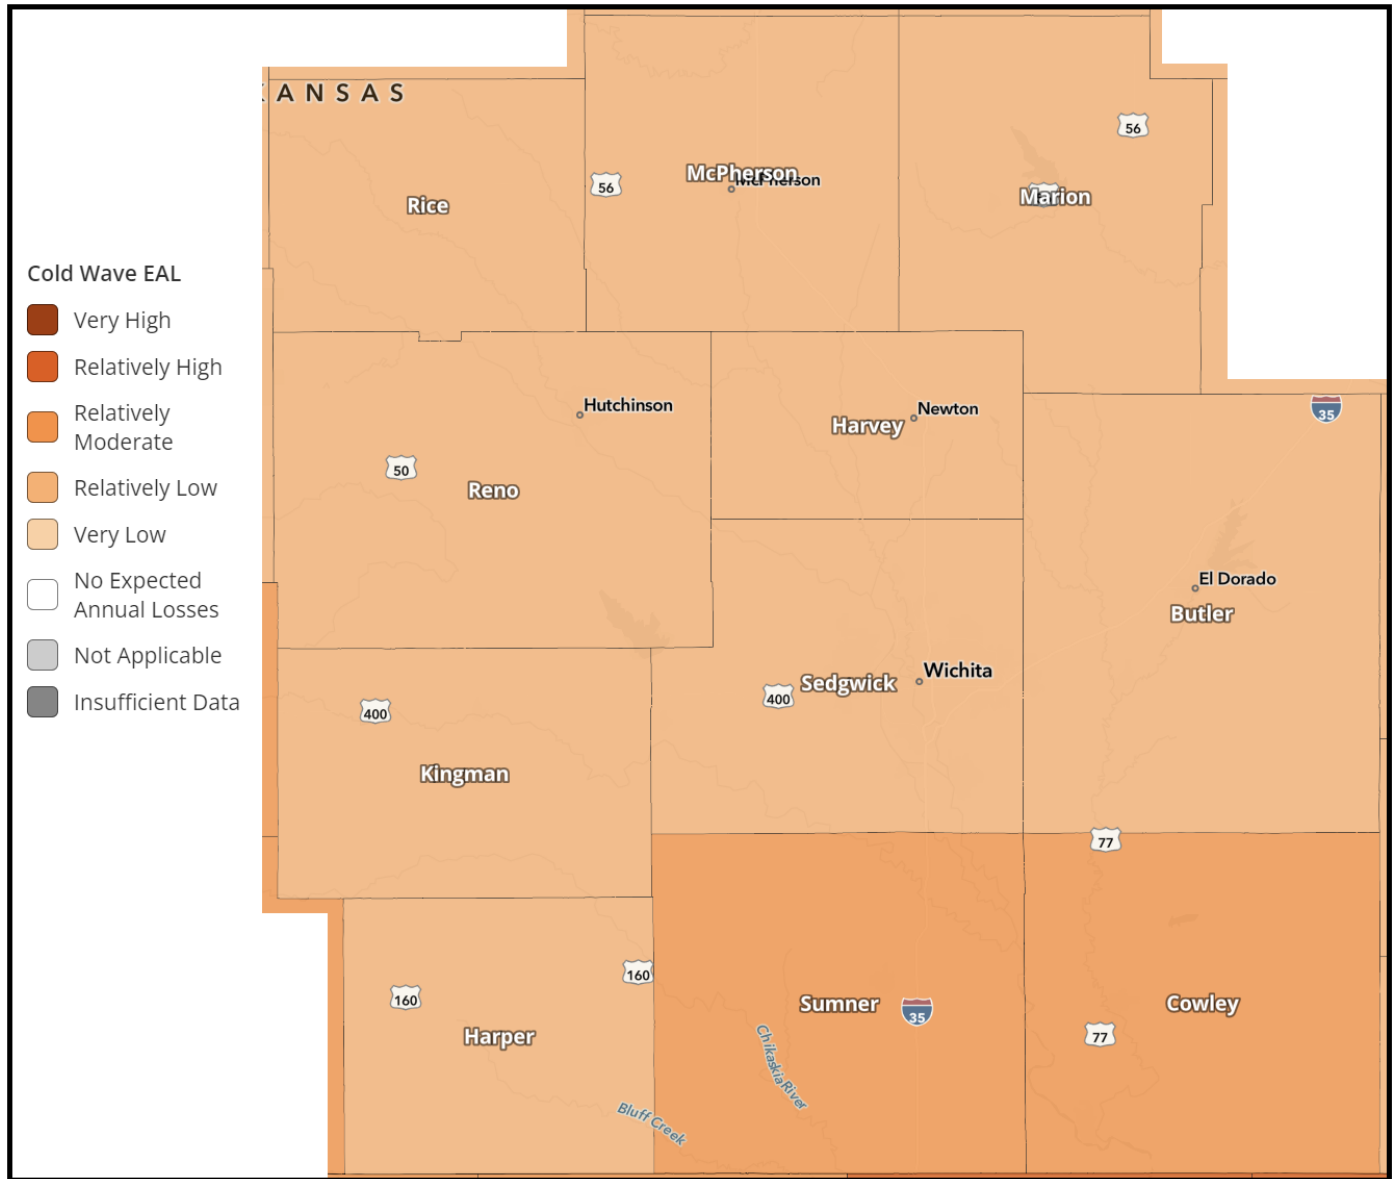 KANSAS
56
56
McPherson
McPherson
Marion
Rice
Cold Wave EAL
Very High
Relatively High
Relatively
Moderate
Relatively Low
Very Low
No Expected
Annual Losses
Not Applicable
Insufficient Data
Hutchinson
Newton
35
Harvey
50
Reno
El Dorado
Butler
Wichita
Sedgwick
400
400
Kingman
77
160
160
Sumner
35
Cowley
77
Harper
Chikaskia River
Bluff Creek